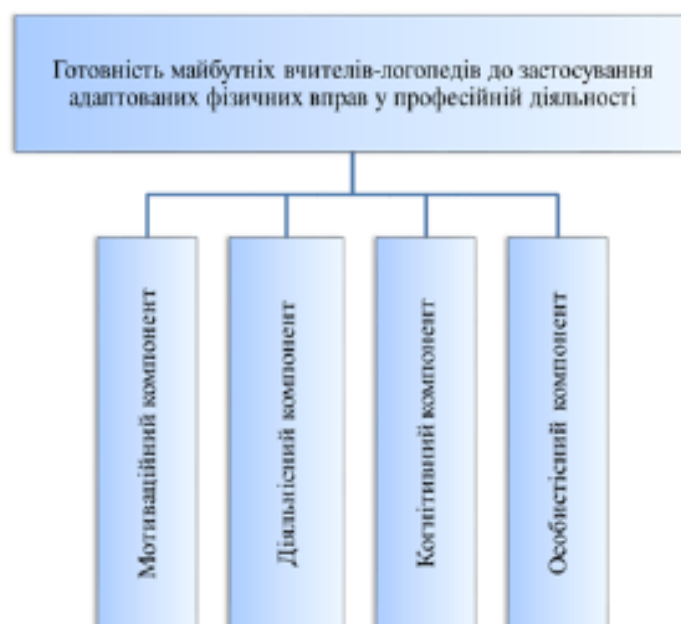 Готовність майбутніх вчителів-логопедів до застосування
адаптованих фізичних вправ у професійній діяльності
Мотиваційний компонент
Діяльнісний компонент
Когнітивний компонент
Особистісний компонент